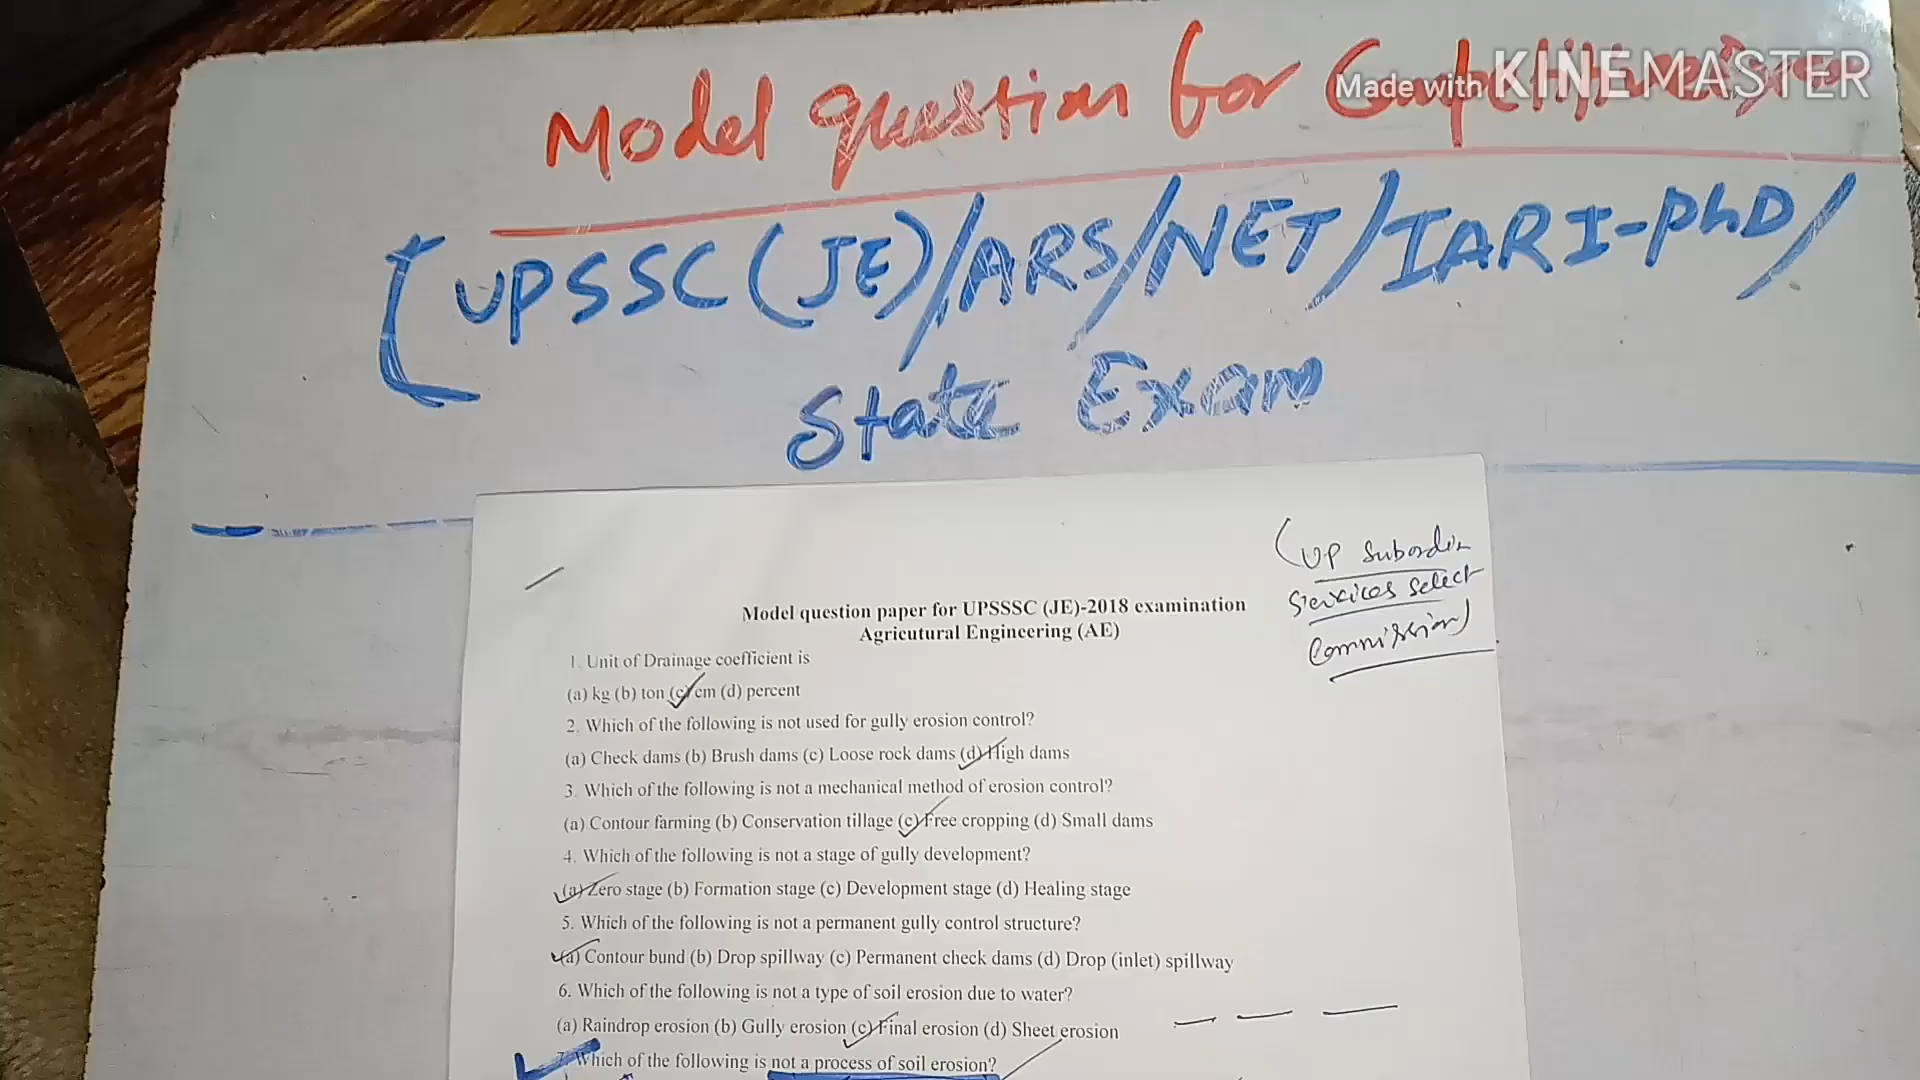 Made with KINEMASTER
Model question for
[UPSSSC (JE)/ARS/NET/IARI-PhD/
State Exam
(UP Subordin
Services Select
Commission)
Model question paper for UPSSSC (JE)-2018 examination
Agricutural Engineering (AE)
1. Unit of Drainage coefficient is
(a) kg (b) ton (c) cm (d) percent
2. Which of the following is not used for gully erosion control?
(a) Check dams (b) Brush dams (c) Loose rock dams (d) High dams
3. Which of the following is not a mechanical method of erosion control?
(a) Contour farming (b) Conservation tillage (c) Free cropping (d) Small dams
4. Which of the following is not a stage of gully development?
(a) Zero stage (b) Formation stage (c) Development stage (d) Healing stage
5. Which of the following is not a permanent gully control structure?
(a) Contour bund (b) Drop spillway (c) Permanent check dams (d) Drop (inlet) spillway
6. Which of the following is not a type of soil erosion due to water?
(a) Raindrop erosion (b) Gully erosion (c) Final erosion (d) Sheet erosion
7. Which of the following is not a process of soil erosion?